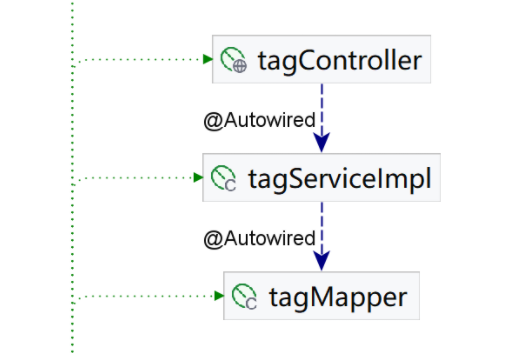 tagController
@Autowired
tagServiceImpl
@Autowired
tagMapper